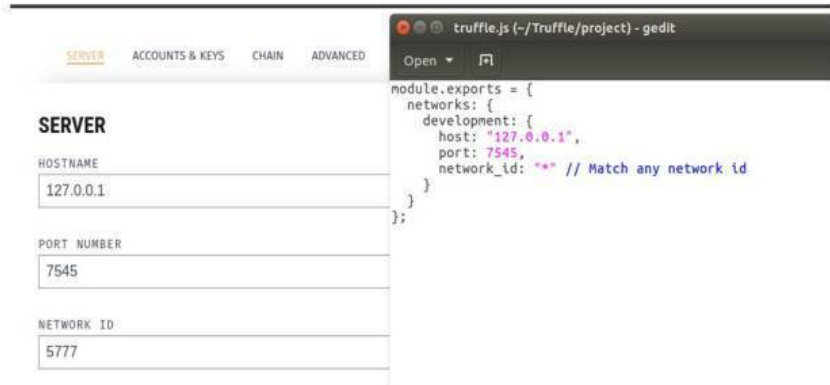 SERVER ACCOUNTS & KEYS CHAIN ADVANCED
SERVER
HOSTNAME
127.0.0.1
PORT NUMBER
7545
NETWORK ID
5777
truffle.js (~/Truffle/project) - gedit
Open
module.exports = {
  networks: {
    development: {
      host: "127.0.0.1",
      port: 7545,
      network_id: "*" // Match any network id
    }
  }
};